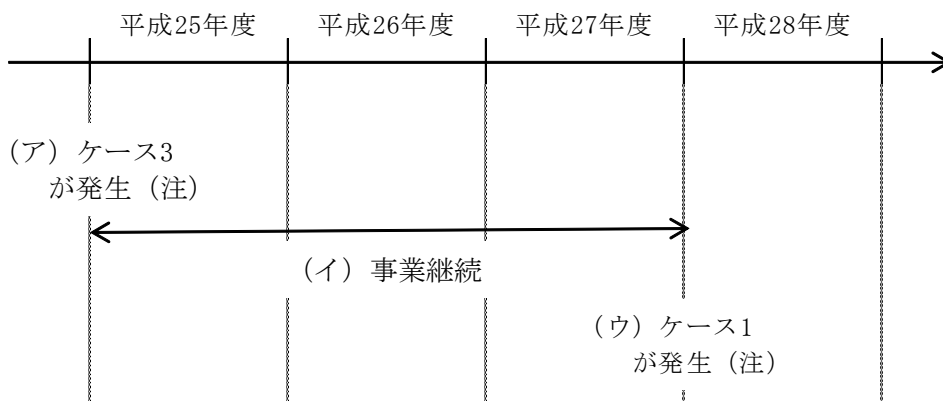 平成25年度 平成26年度 平成27年度 平成28年度
(ア) ケース3
が発生 (注)
(イ) 事業継続
(ウ) ケース1
が発生 (注)